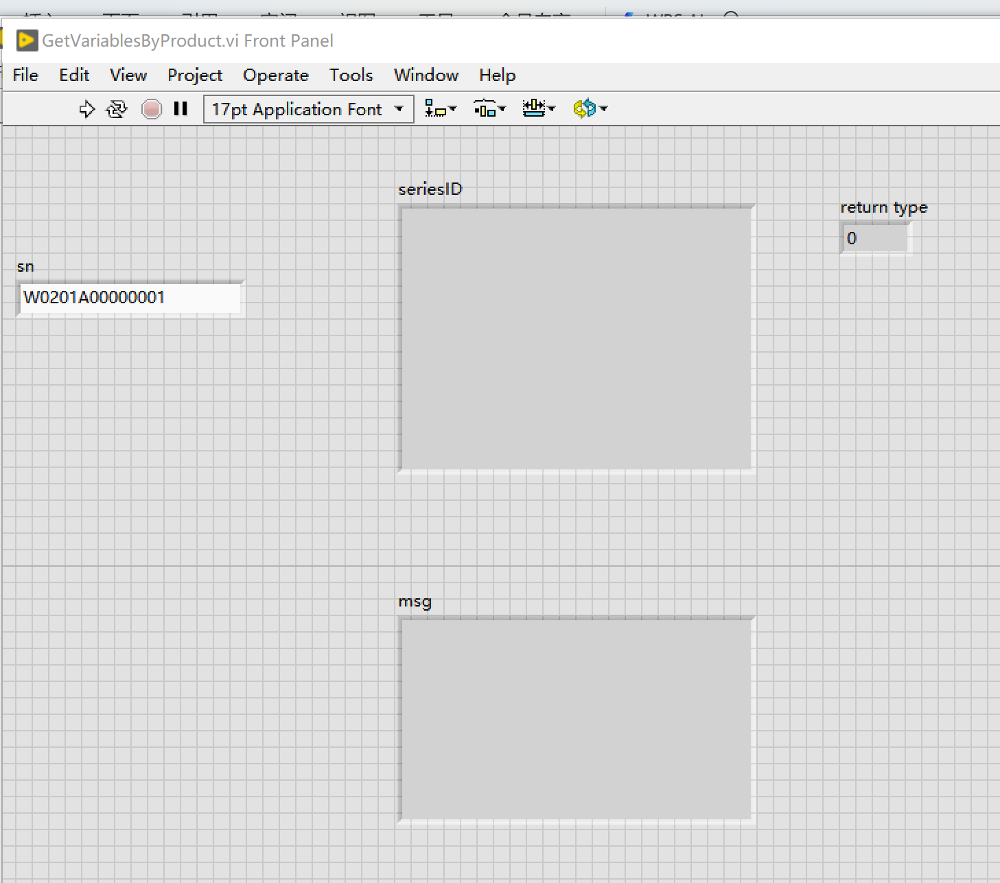 GetVariablesByProduct.vi Front Panel
File Edit View Project Operate Tools Window Help
17pt Application Font
seriesID
return type
0
sn
W0201A00000001
msg